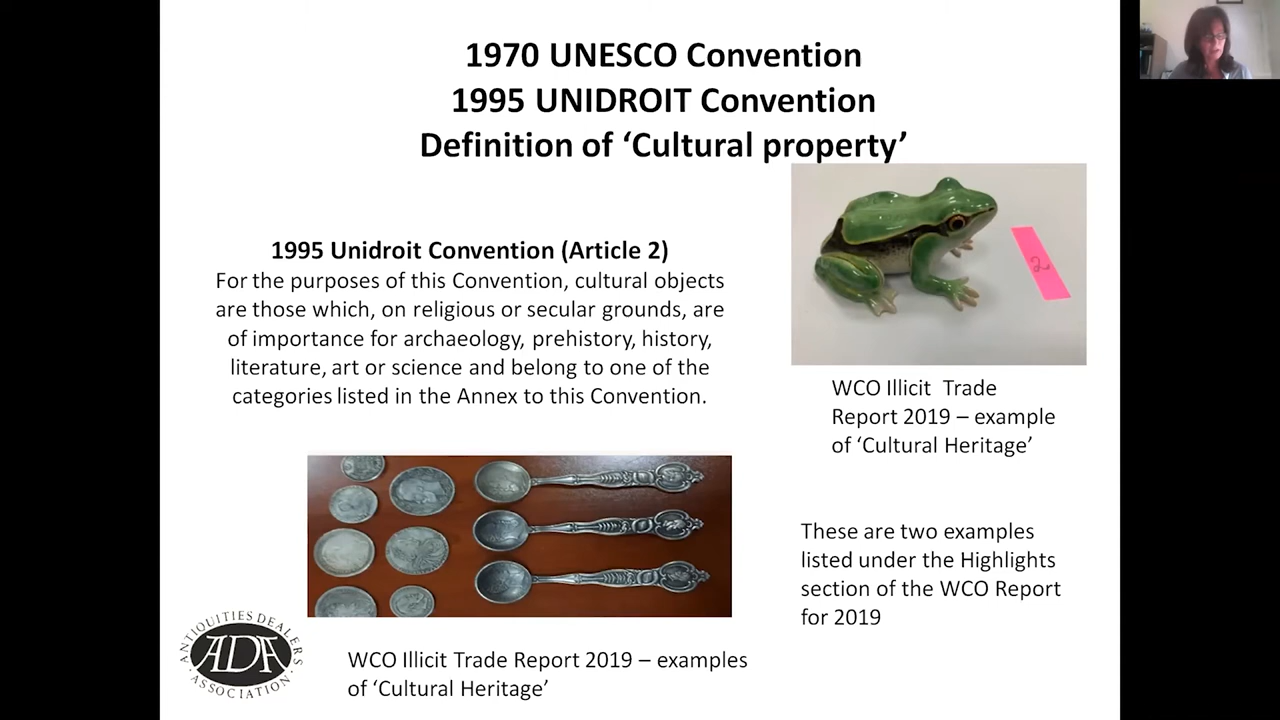 1970 UNESCO Convention
1995 UNIDROIT Convention
Definition of ‘Cultural property’
1995 Unidroit Convention (Article 2)
For the purposes of this Convention, cultural objects
are those which, on religious or secular grounds, are
of importance for archaeology, prehistory, history,
literature, art or science and belong to one of the
categories listed in the Annex to this Convention.
2
WCO Illicit Trade
Report 2019 – example
of ‘Cultural Heritage’
These are two examples
listed under the Highlights
section of the WCO Report
for 2019
ANTIQUITIES DEALERS
ADA
ASSOCIATION
WCO Illicit Trade Report 2019 – examples
of ‘Cultural Heritage’